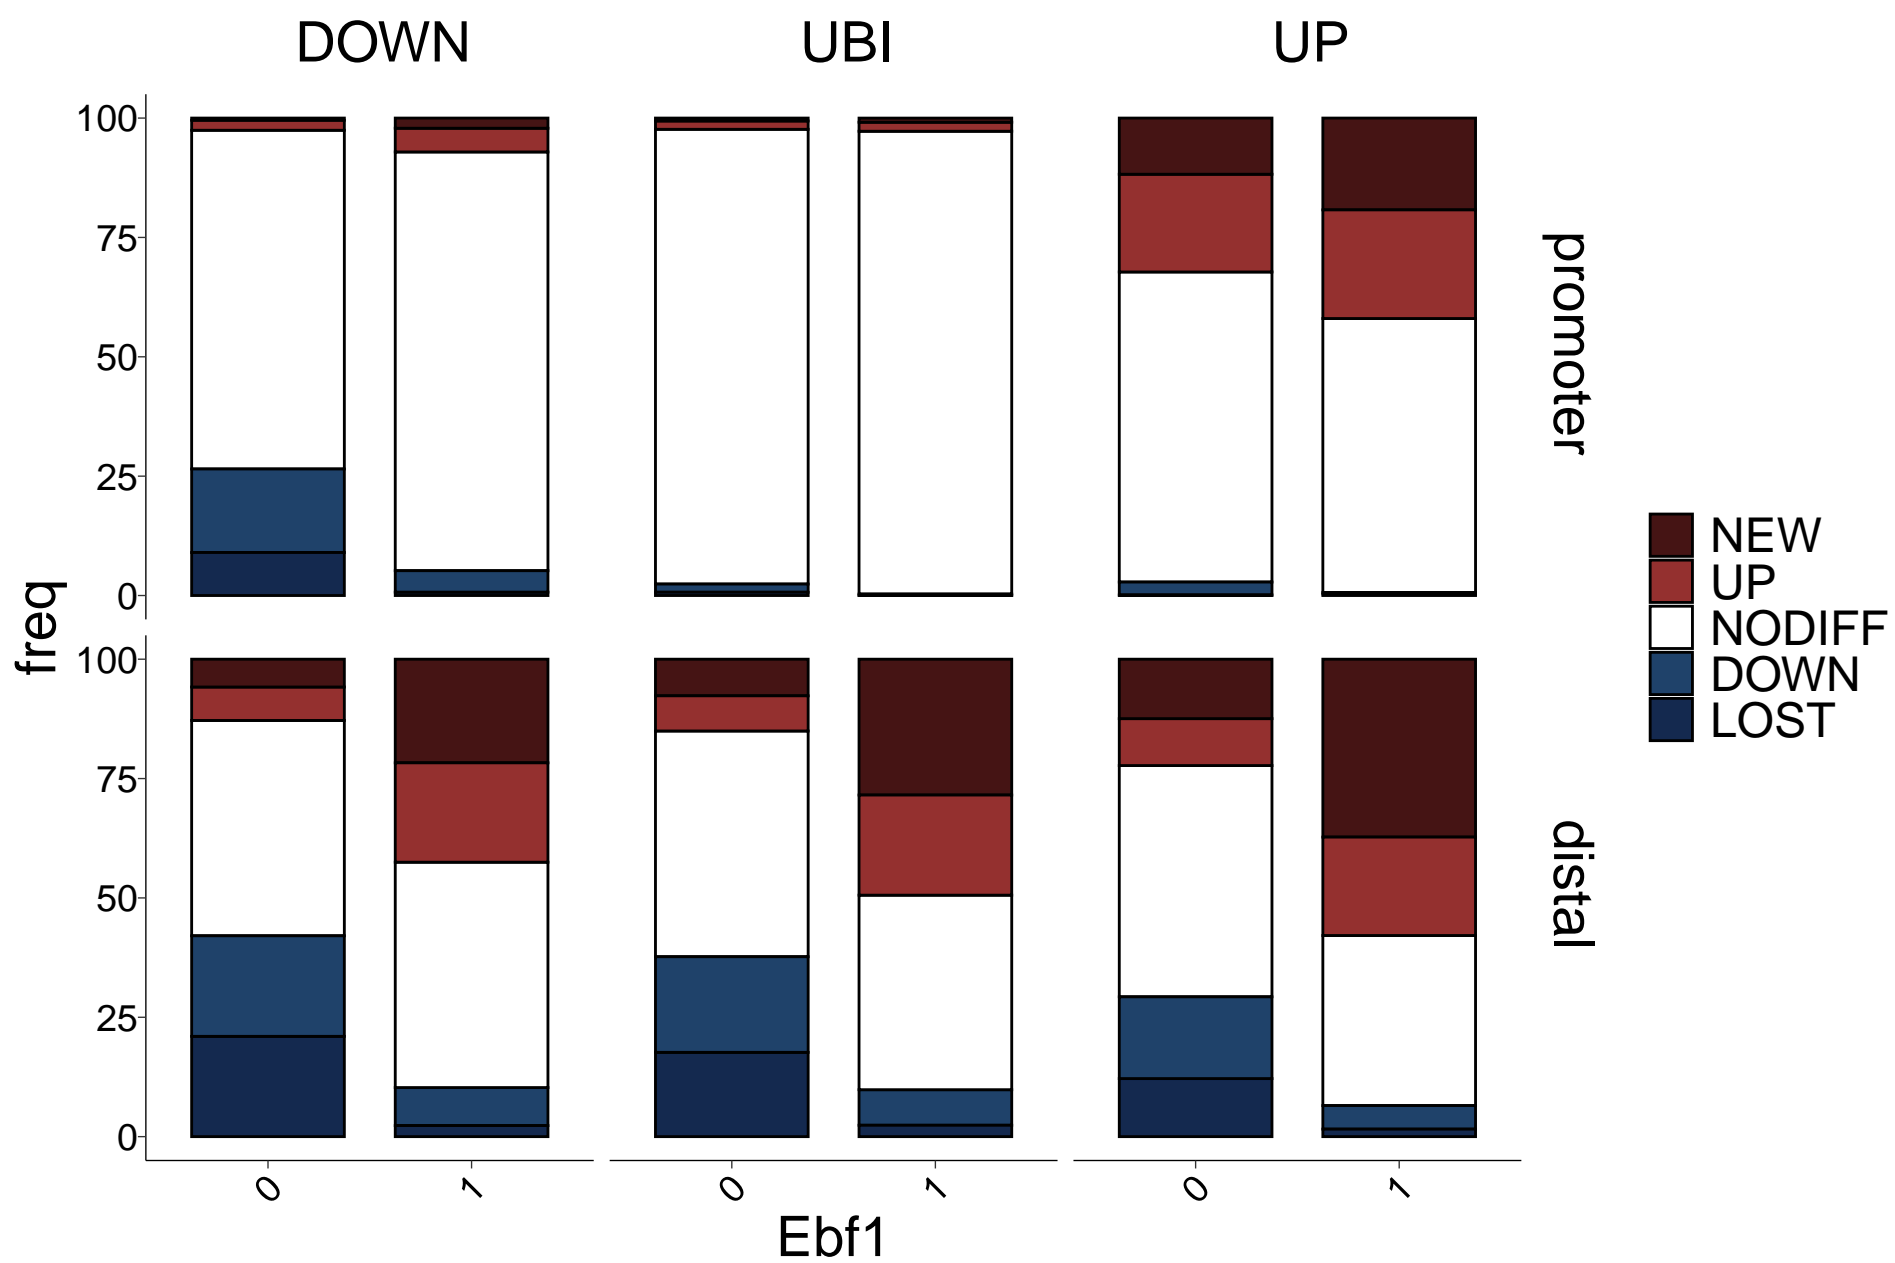 DOWN UBI UP
100
75
50
25
0
promoter
freq
100
75
50
25
0
distal
0 1 0 1 0 1
Ebf1
NEW
UP
NODIFF
DOWN
LOST